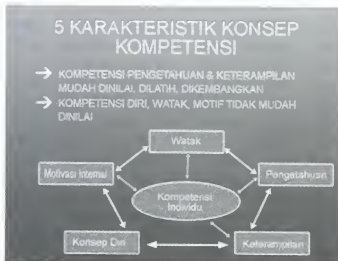 5 KARAKTERISTIK KONSEP
KOMPETENSI
→ KOMPETENSI PENGETAHUAN & KETERAMPILAN
MUDAH DINILAI, DILATIH, DIKEMBANGKAN
→ KOMPETENSI DIRI, WATAK, MOTIF TIDAK MUDAH
DINILAI
Watak
Motivasi Internal
Pengetahuan
Kompetensi
Individu
Konsep Diri
Keterampilan